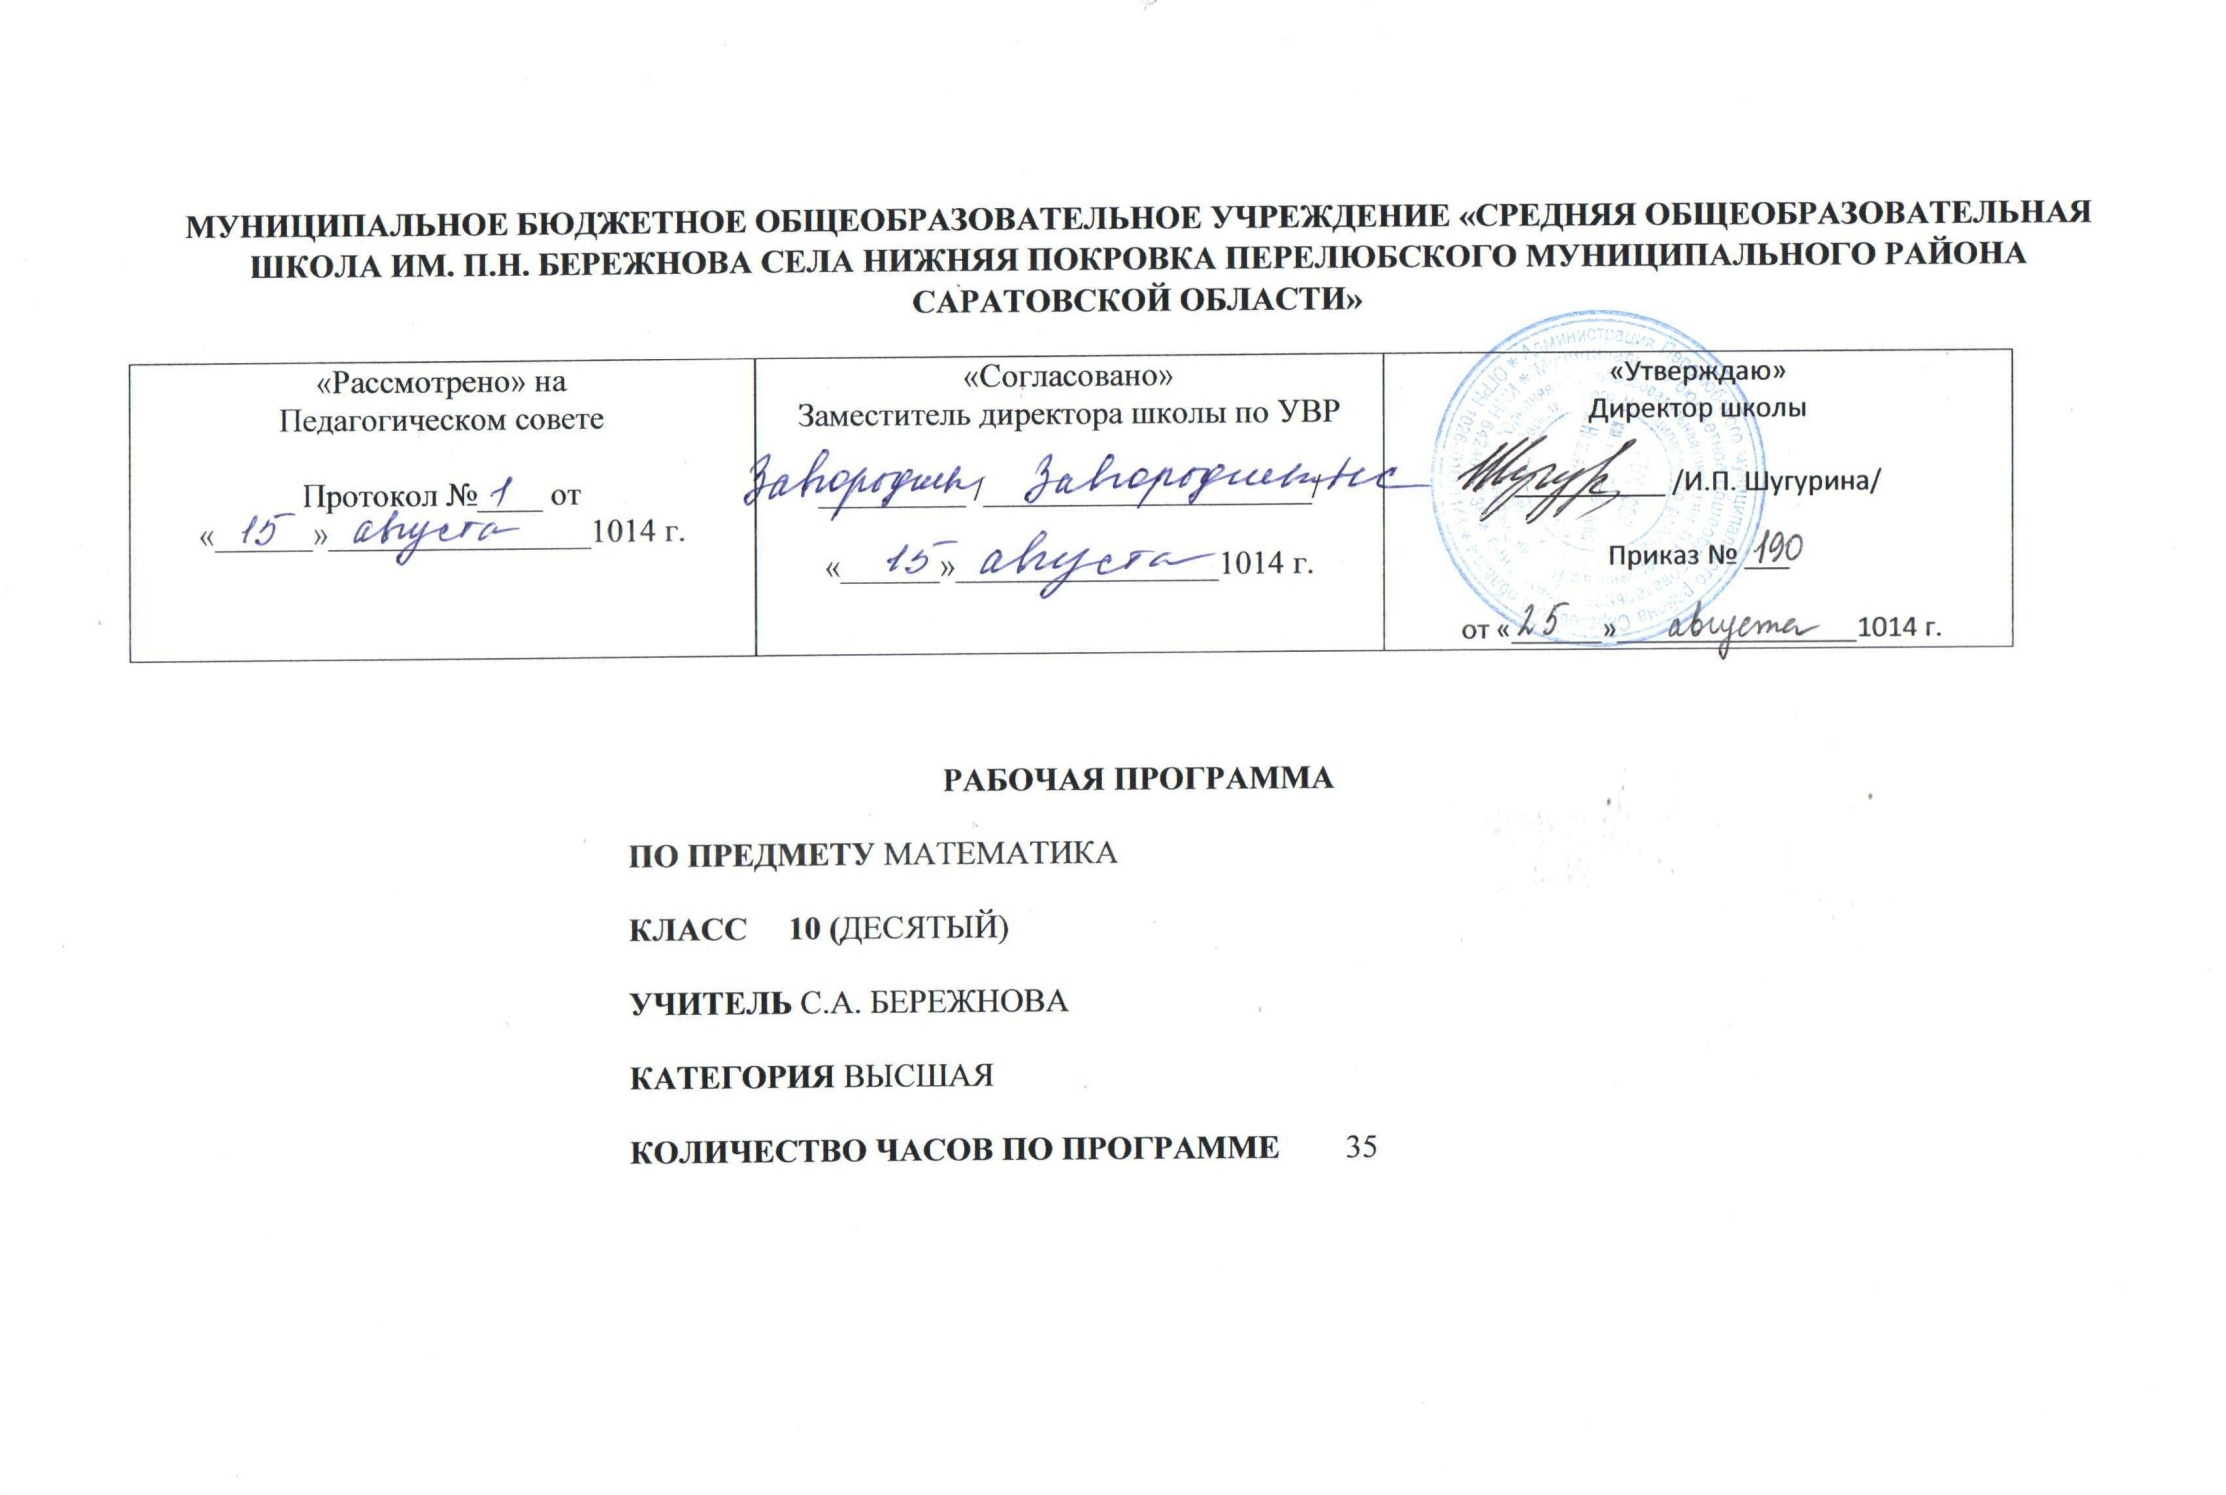 МУНИЦИПАЛЬНОЕ БЮДЖЕТНОЕ ОБЩЕОБРАЗОВАТЕЛЬНОЕ УЧРЕЖДЕНИЕ «СРЕДНЯЯ ОБЩЕОБРАЗОВАТЕЛЬНАЯ
ШКОЛА ИМ. П.Н. БЕРЕЖНОВА СЕЛА НИЖНЯЯ ПОКРОВКА ПЕРЕЛЮБСКОГО МУНИЦИПАЛЬНОГО РАЙОНА
САРАТОВСКОЙ ОБЛАСТИ»
«Рассмотрено» на
Педагогическом совете
Протокол № 1 от
« 15 » августа 1014 г.
«Согласовано»
Заместитель директора школы по УВР
/ /
« 15 » августа 1014 г.
«Утверждаю»
Директор школы
/И.П. Шугурина/
Приказ № 190
от « 25 » августа 1014 г.
РАБОЧАЯ ПРОГРАММА
ПО ПРЕДМЕТУ МАТЕМАТИКА
КЛАСС 10 (ДЕСЯТЫЙ)
УЧИТЕЛЬ С.А. БЕРЕЖНОВА
КАТЕГОРИЯ ВЫСШАЯ
КОЛИЧЕСТВО ЧАСОВ ПО ПРОГРАММЕ 35